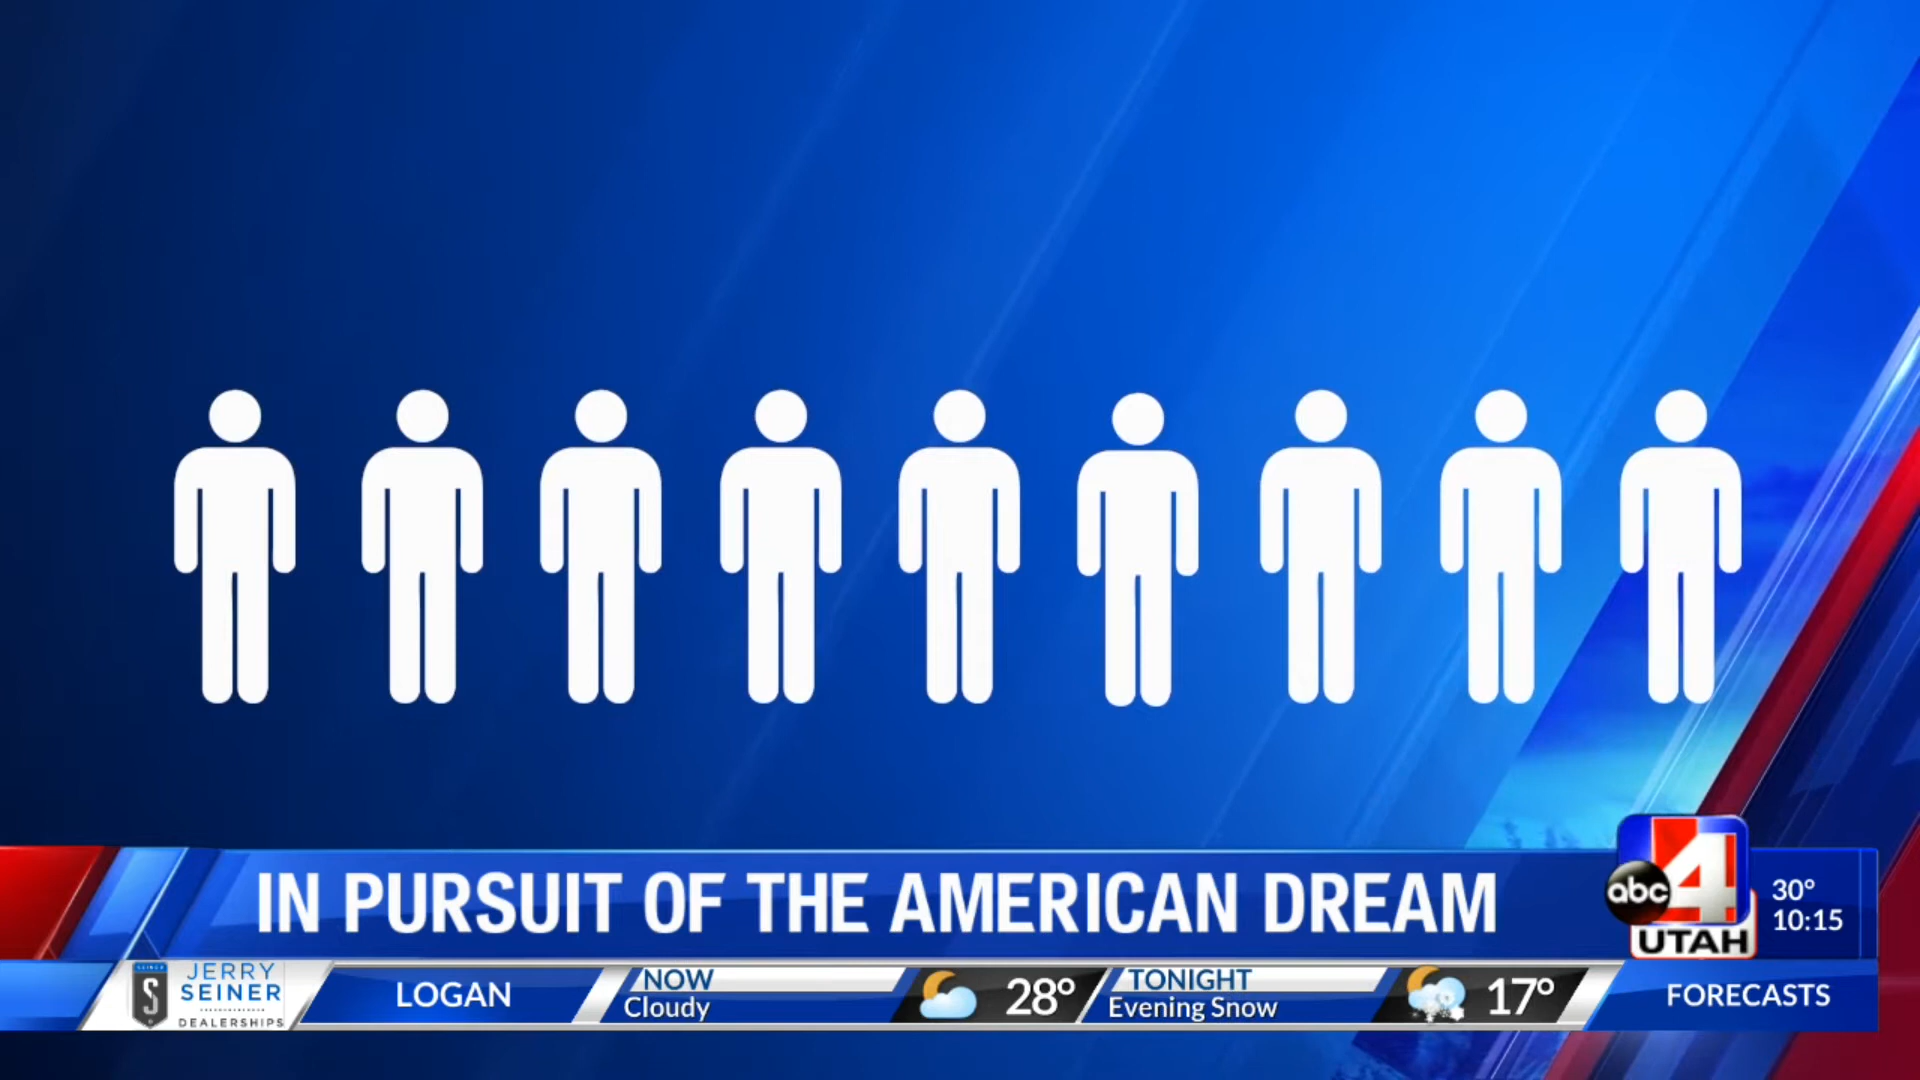 IN PURSUIT OF THE AMERICAN DREAM
abc
4
UTAH
30°
10:15
SEINER
S
JERRY
SEINER
DEALERSHIPS
LOGAN
NOW
Cloudy
28°
TONIGHT
Evening Snow
17°
FORECASTS